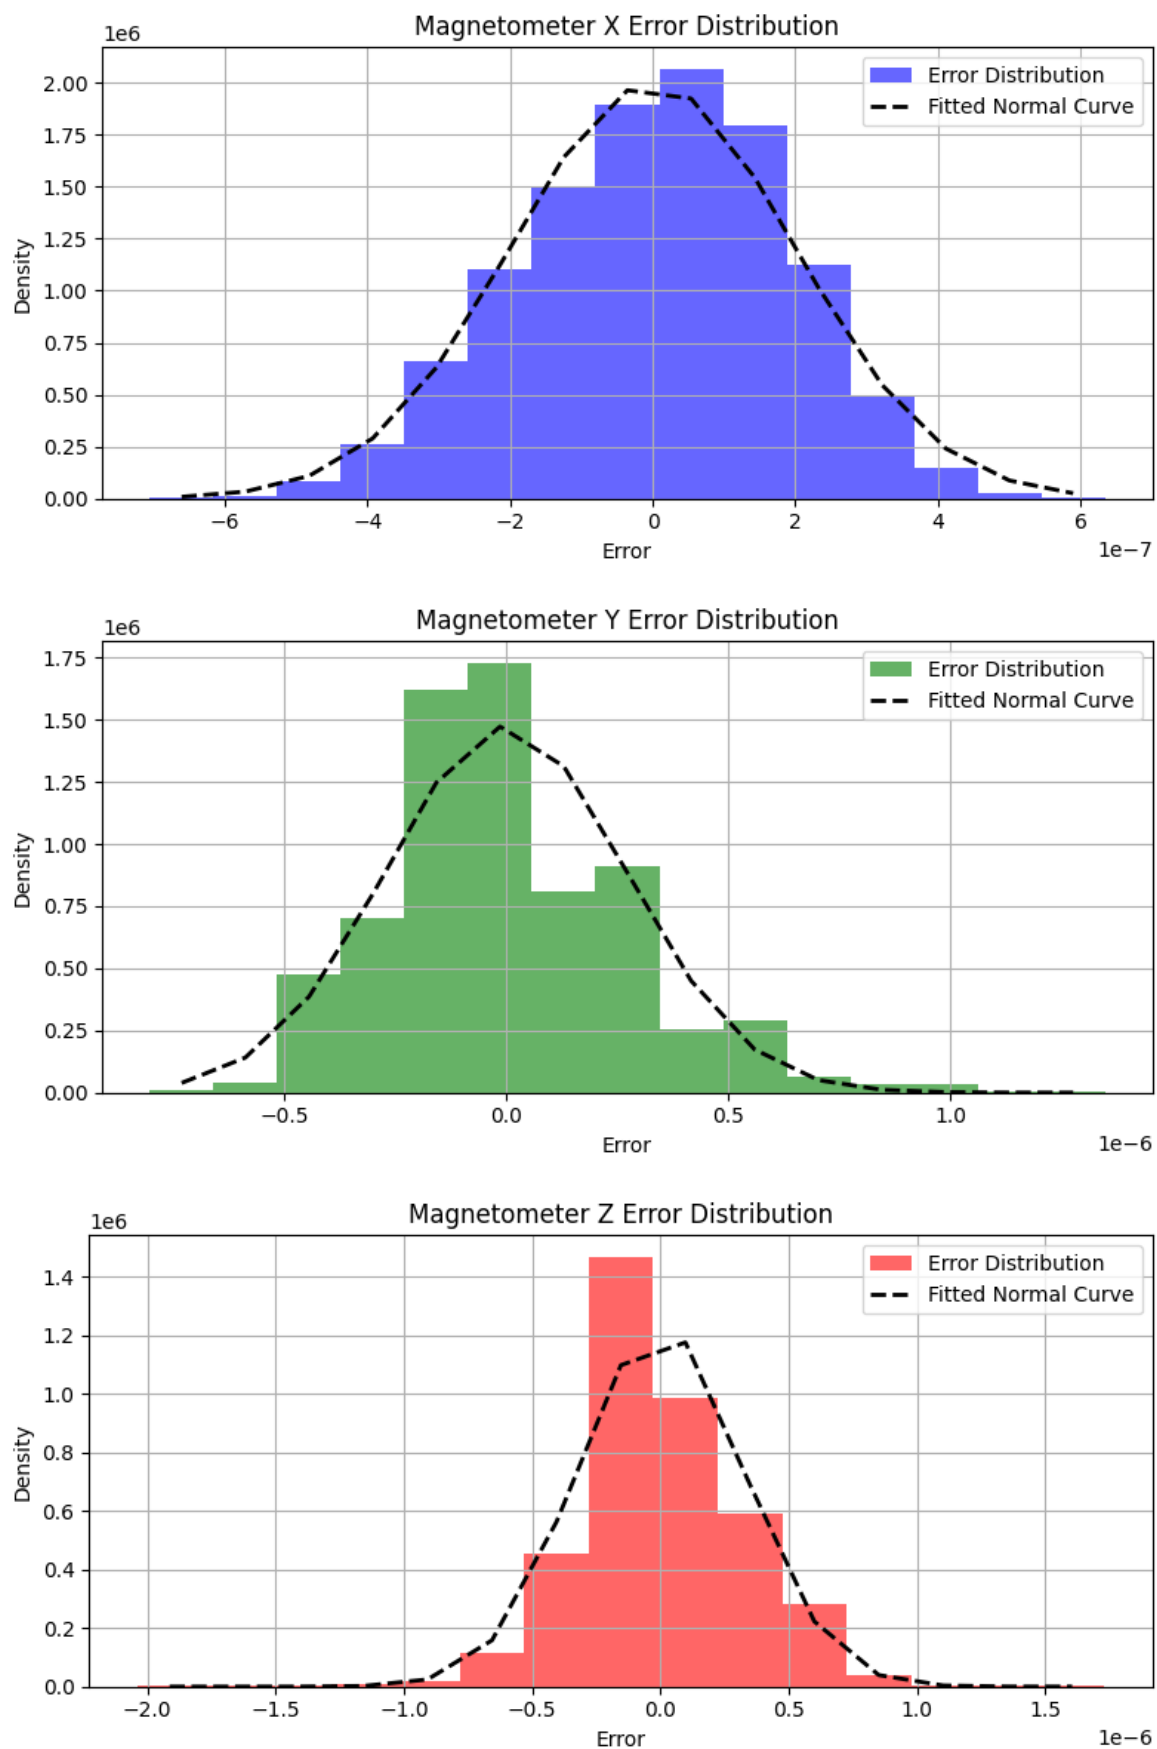 Magnetometer X Error Distribution
1e6
Error Distribution
Fitted Normal Curve
2.00
1.75
1.50
1.25
1.00
0.75
0.50
0.25
0.00
Density
−6 −4 −2 0 2 4 6
Error
1e−7
Magnetometer Y Error Distribution
1e6
Error Distribution
Fitted Normal Curve
1.75
1.50
1.25
1.00
0.75
0.50
0.25
0.00
Density
−0.5 0.0 0.5 1.0
Error
1e−6
Magnetometer Z Error Distribution
1e6
Error Distribution
Fitted Normal Curve
1.4
1.2
1.0
0.8
0.6
0.4
0.2
0.0
Density
−2.0 −1.5 −1.0 −0.5 0.0 0.5 1.0 1.5
Error
1e−6